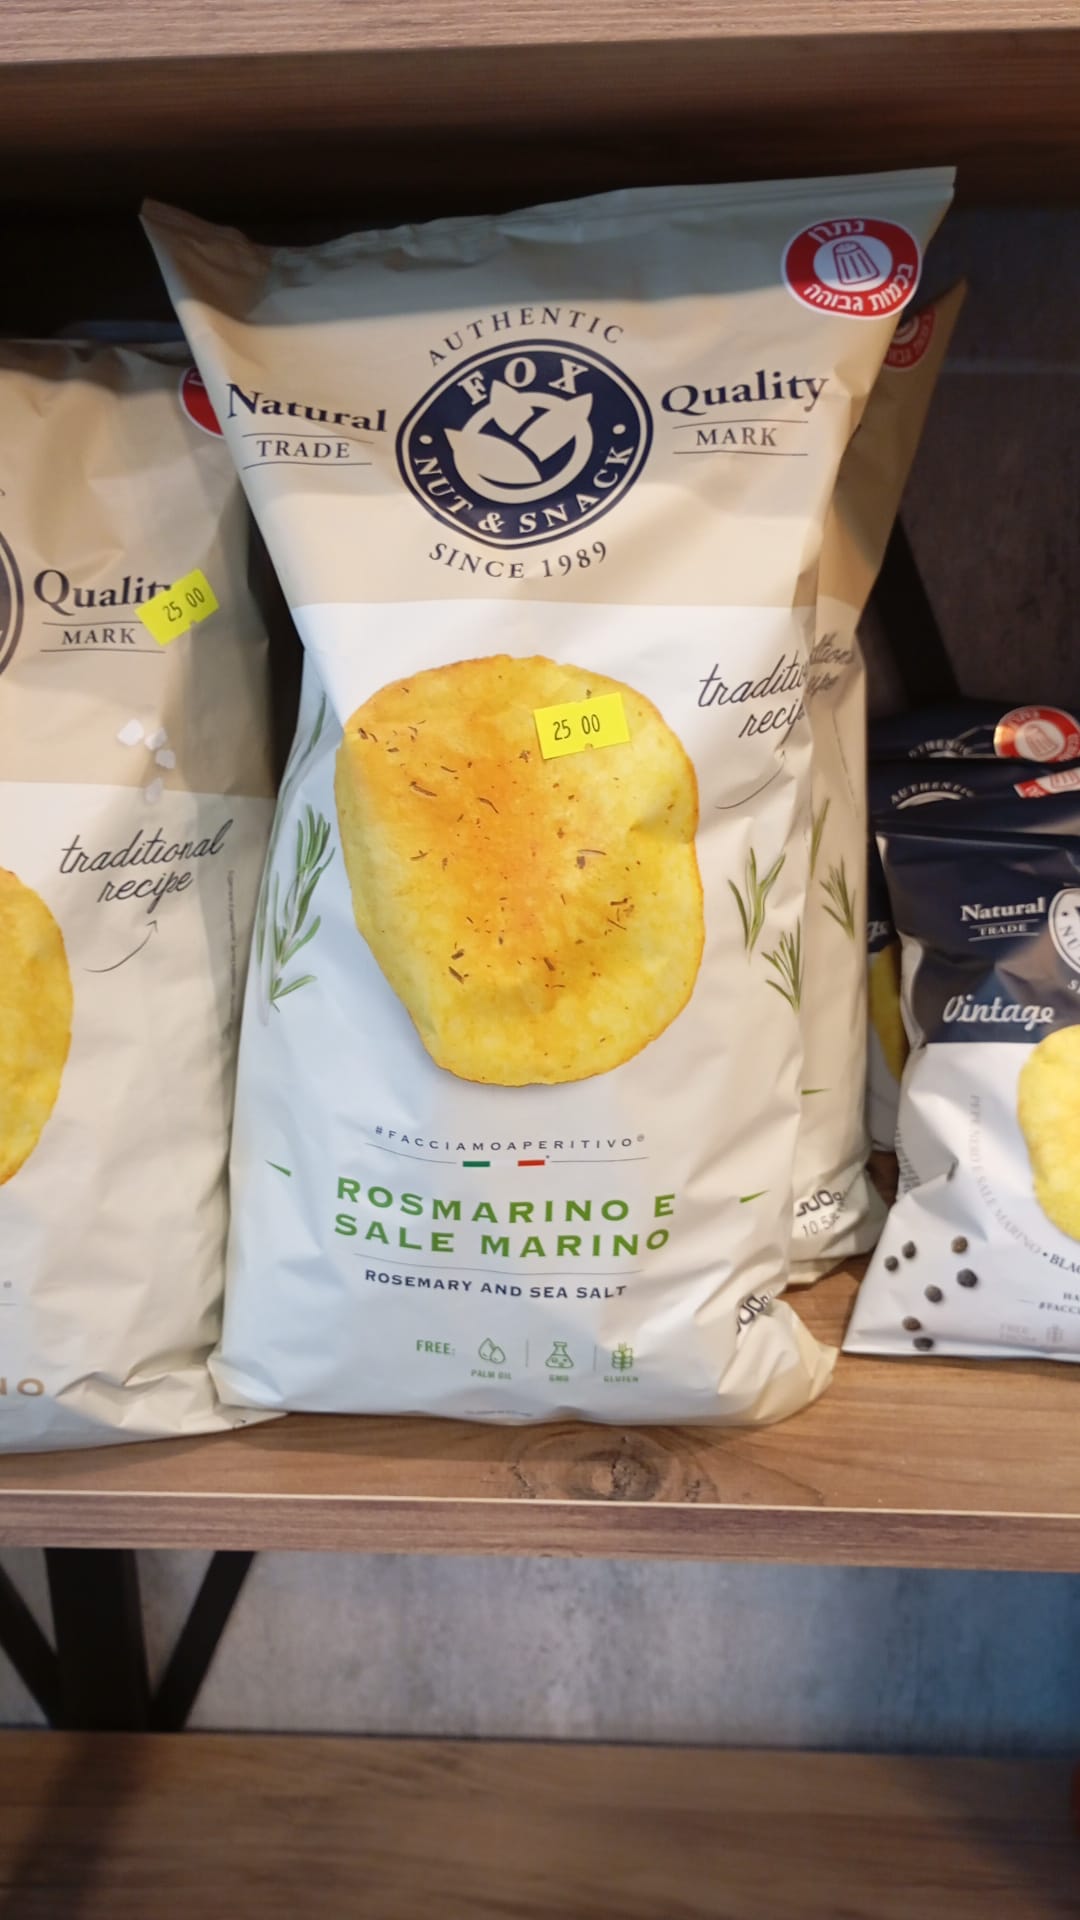 נתרן
בכמות גבוהה
AUTHENTIC
FOX
NUT & SNACK
SINCE 1989
Natural
TRADE
Quality
MARK
traditional
recipe
25 00
#FACCIAMOAPERITIVO®
ROSMARINO E
SALE MARINO
ROSEMARY AND SEA SALT
FREE:
PALM OIL
GMO
GLUTEN
Quality
MARK
25 00
traditional
recipe
AUTHENTIC
Natural
TRADE
Vintage